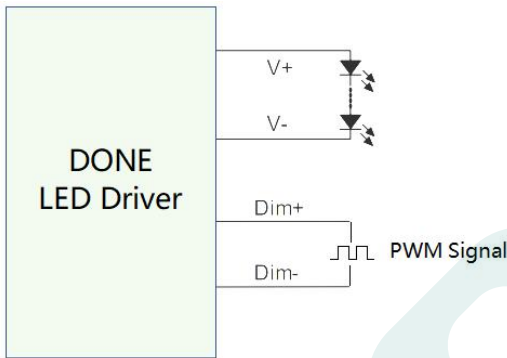 V+
V-
DONE
LED Driver
Dim+
PWM Signal
Dim-